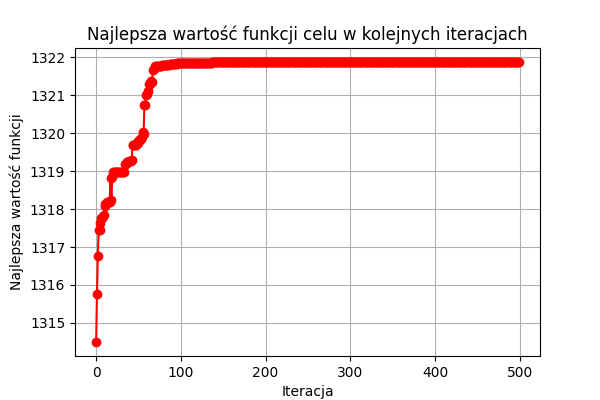 Najlepsza wartość funkcji celu w kolejnych iteracjach
Najlepsza wartość funkcji
1322
1321
1320
1319
1318
1317
1316
1315
0 100 200 300 400 500
Iteracja